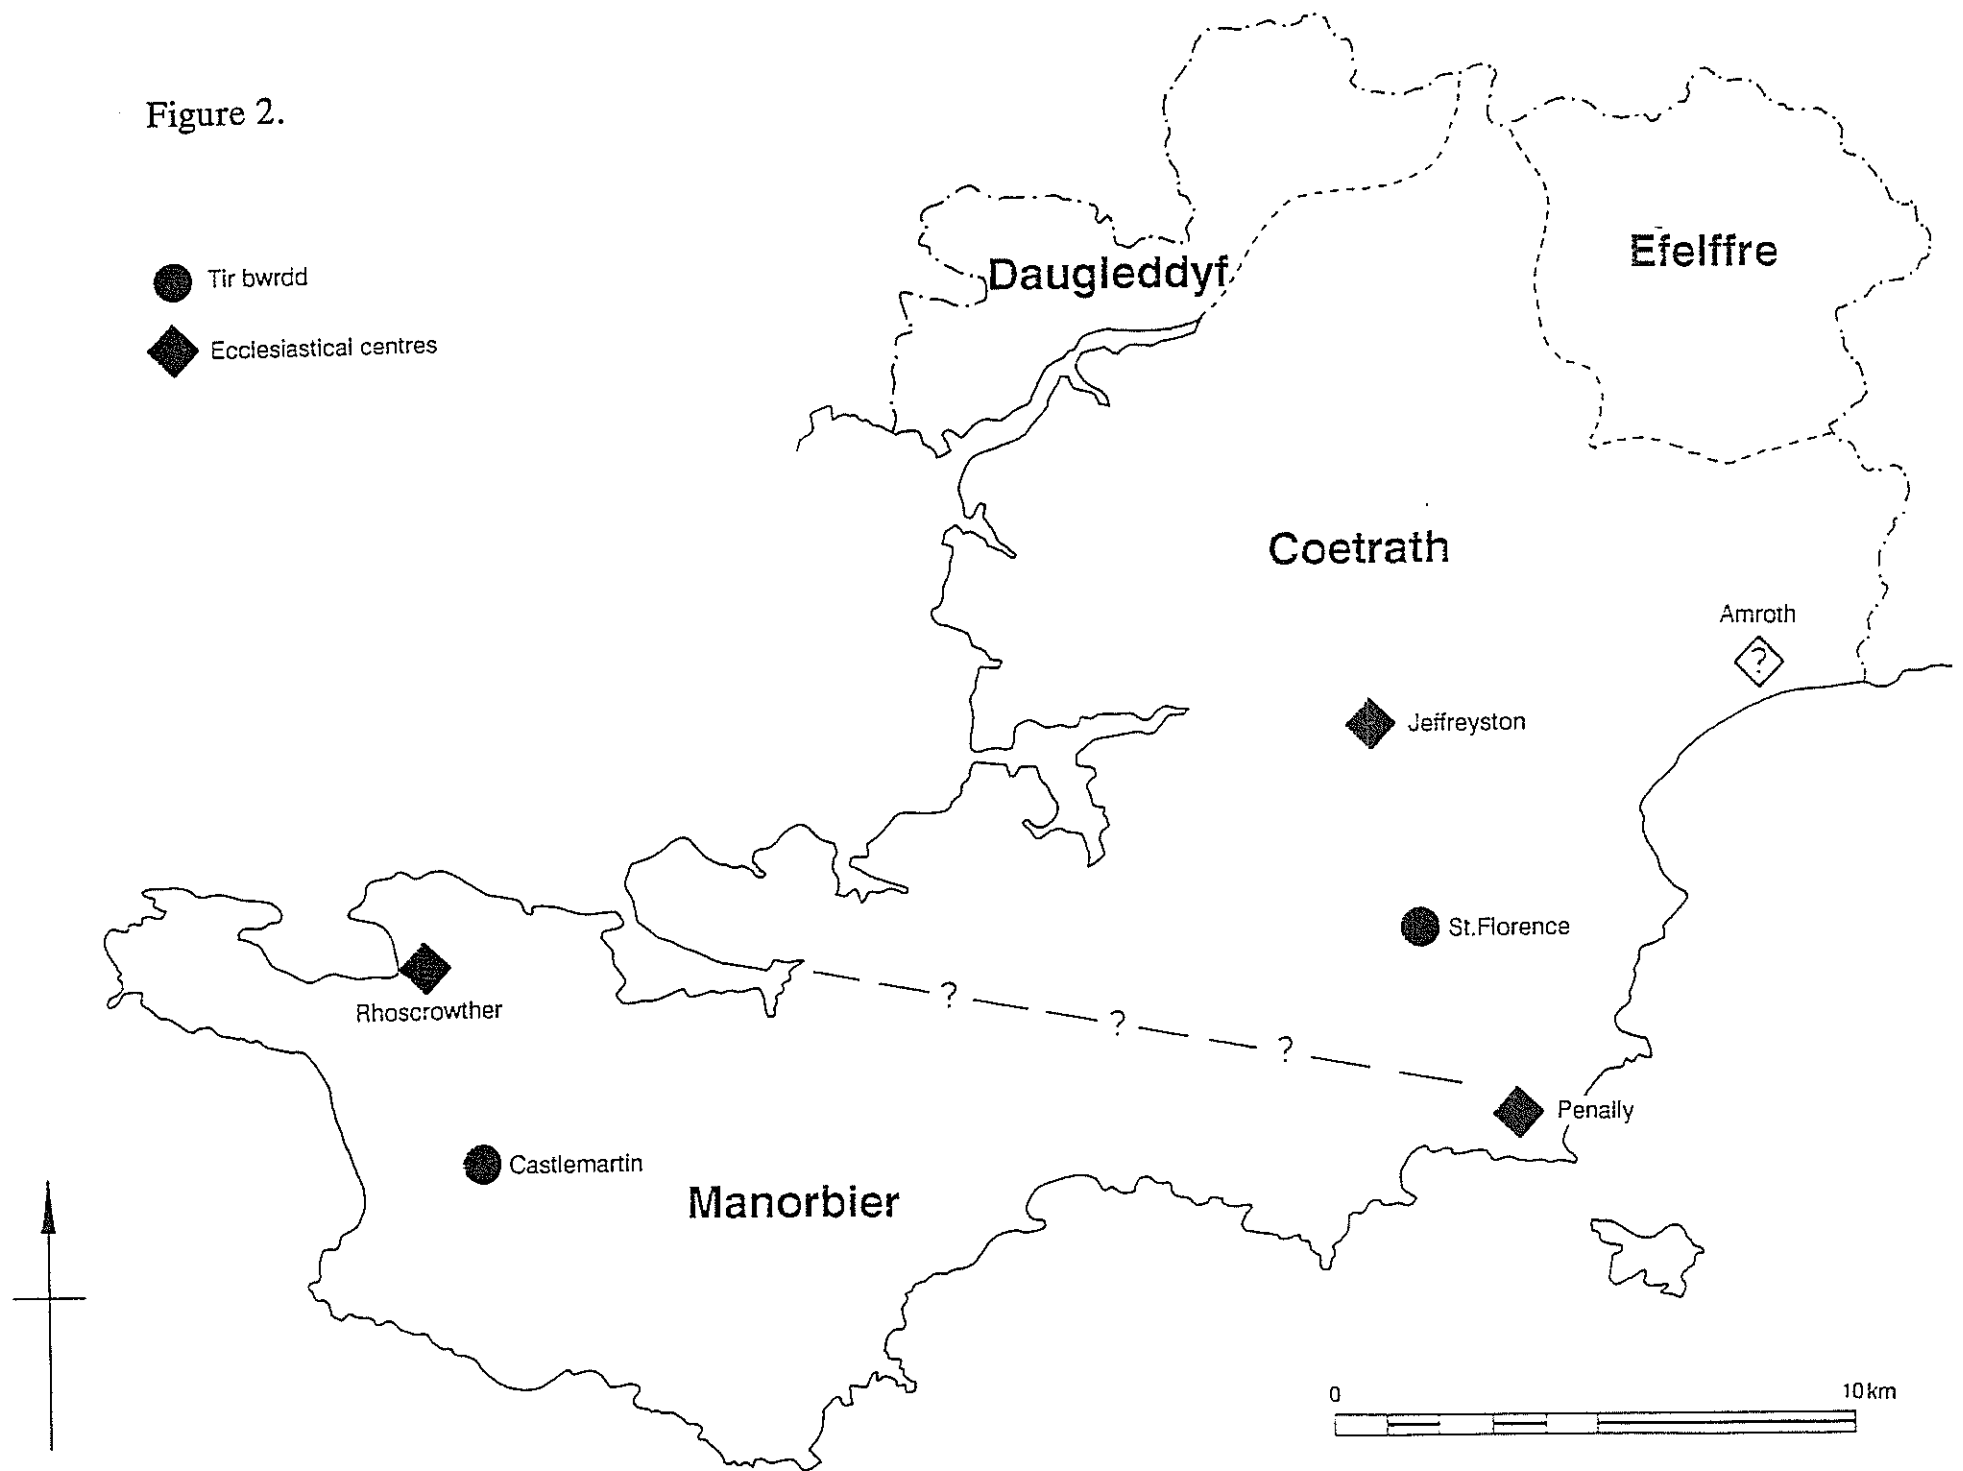 Figure 2.
Tir bwrdd
Ecclesiastical centres
Daugleddyf
Efelffre
Coetrath
Amroth
?
Jeffreyston
St.Florence
Rhoscrowther
?
?
?
Penally
Castlemartin
Manorbier
0 10km